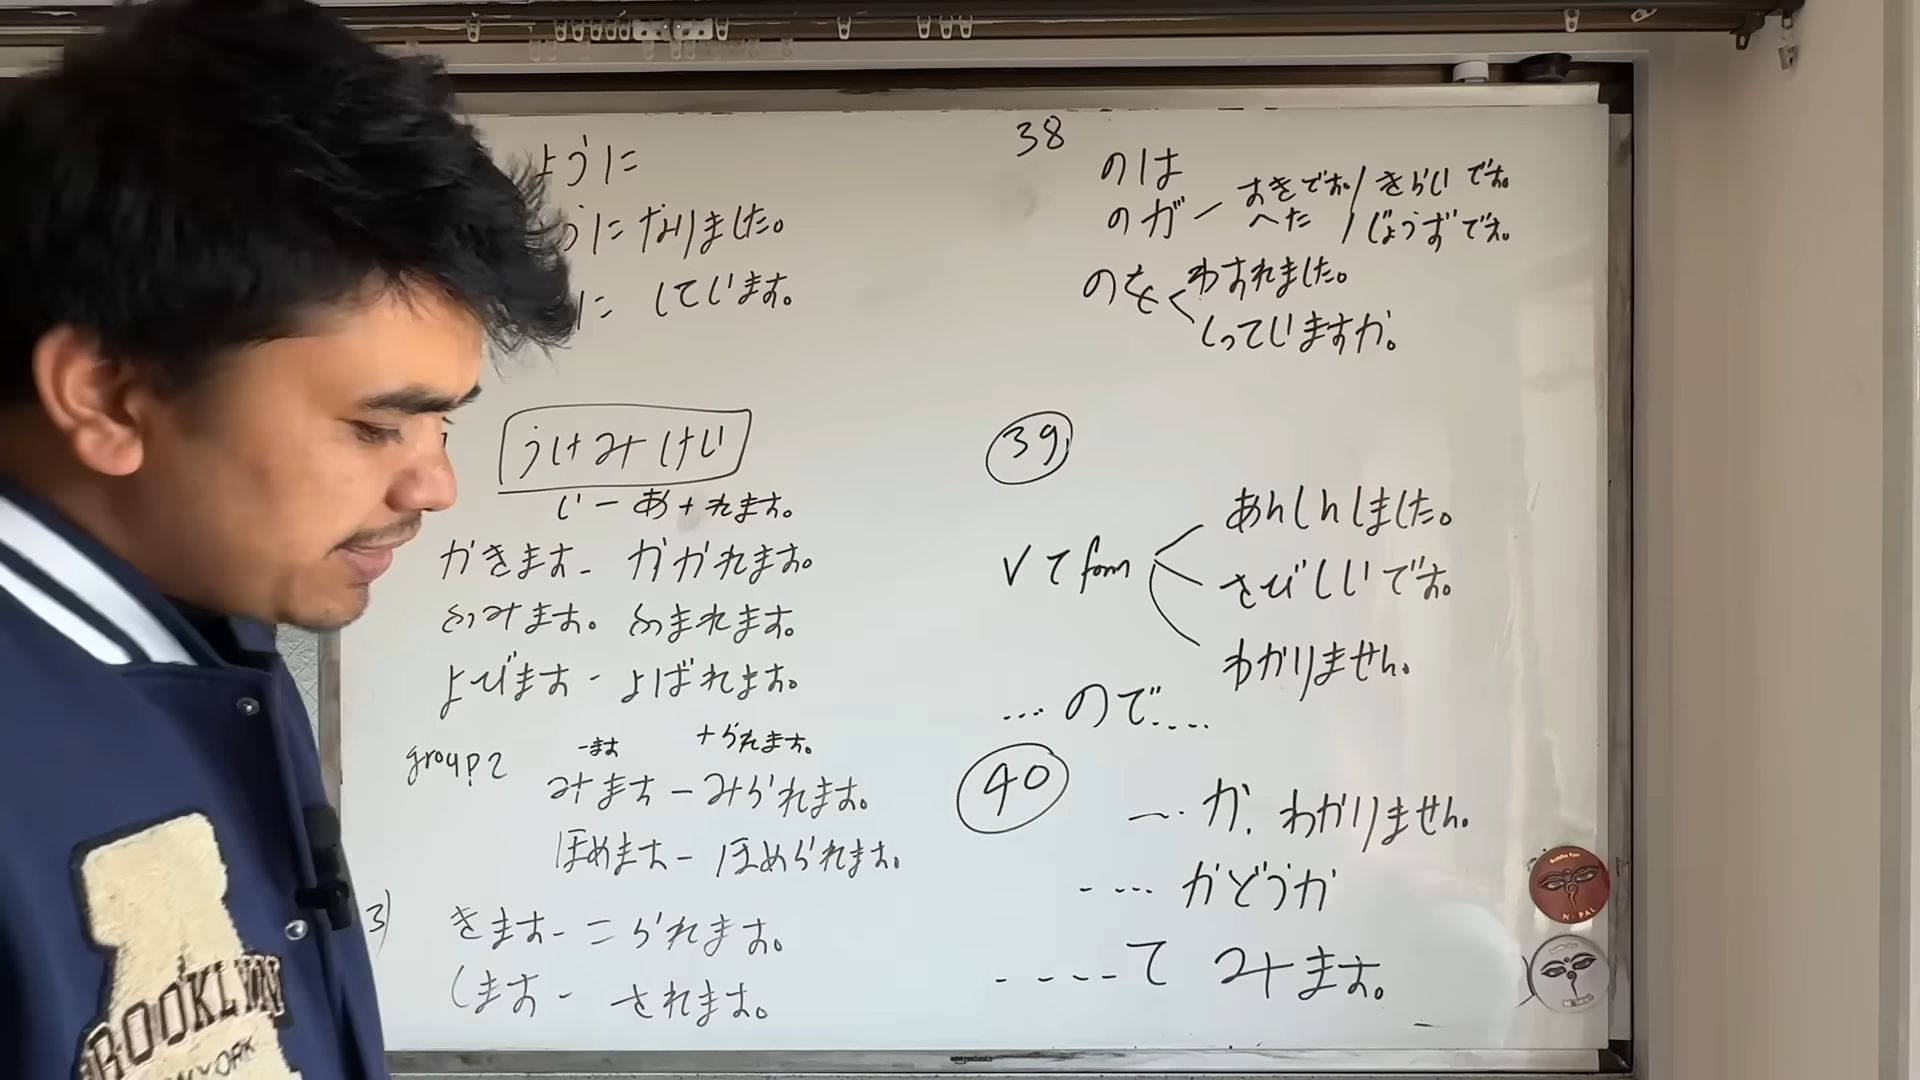 ように
うに なりました。
に しています。
うけみ けい
い ー あ + れます。
かきます - かかれます。
ふみます。 ふまれます。
よびます - よばれます。
group 2
-ます +られます。
みます - みられます。
ほめます - ほめられます。
3)
きます - こられます。
します - されます。
38
のは
のが - すきです / きらいです。
へた / じょうずです。
のを < わすれました。
しっていますか。
39
V て form
あんしんしました。
さびしいです。
わかりません。
... ので ....
40
... か、わかりません。
.... かどうか
- - - - て みます。
NEPAL
BROOKLYN
NEW YORK